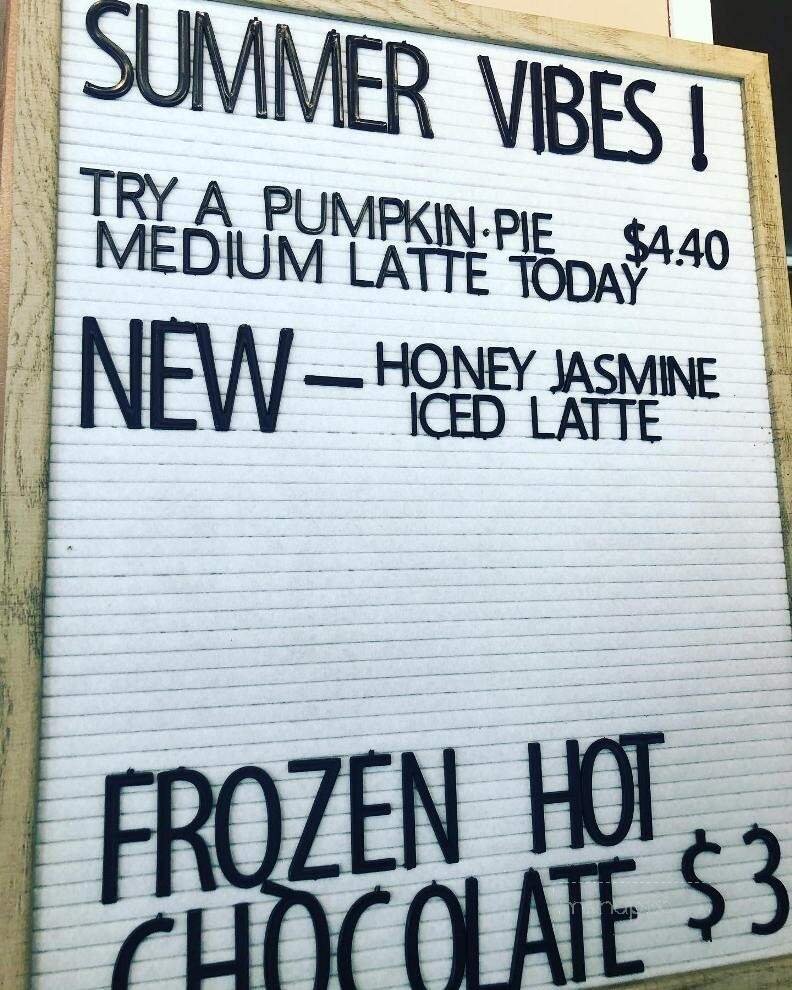 SUMMER VIBES!
TRY A PUMPKIN·PIE $4.40
MEDIUM LATTE TODAY
NEW — HONEY JASMINE
ICED LATTE
FROZEN HOT
CHOCOLATE $3